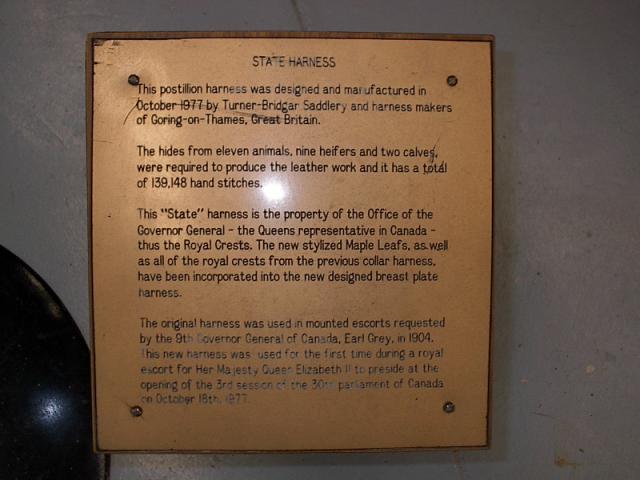 STATE HARNESS
This postillion harness was designed and manufactured in
October 1977 by Turner-Bridgar Saddlery and harness makers
of Goring-on-Thames, Great Britain.
The hides from eleven animals, nine heifers and two calves,
were required to produce the leather work and it has a total
of 139,148 hand stitches.
This "State" harness is the property of the Office of the
Governor General - the Queens representative in Canada -
thus the Royal Crests. The new stylized Maple Leafs, as well
as all of the royal crests from the previous collar harness,
have been incorporated into the new designed breast plate
harness.
The original harness was used in mounted escorts requested
by the 9th Governor General of Canada, Earl Grey, in 1904.
This new harness was used for the first time during a royal
escort for Her Majesty Queen Elizabeth II to preside at the
opening of the 3rd session of the 30th parliament of Canada
on October 18th, 1977.